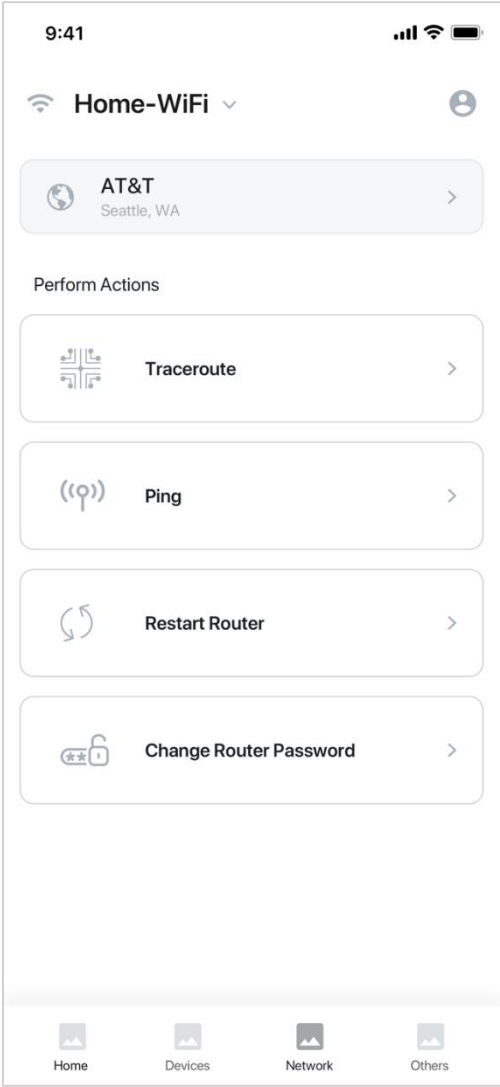 9:41
Home-WiFi
AT&T
Seattle, WA
Perform Actions
Traceroute
Ping
Restart Router
**
Change Router Password
Home Devices Network Others